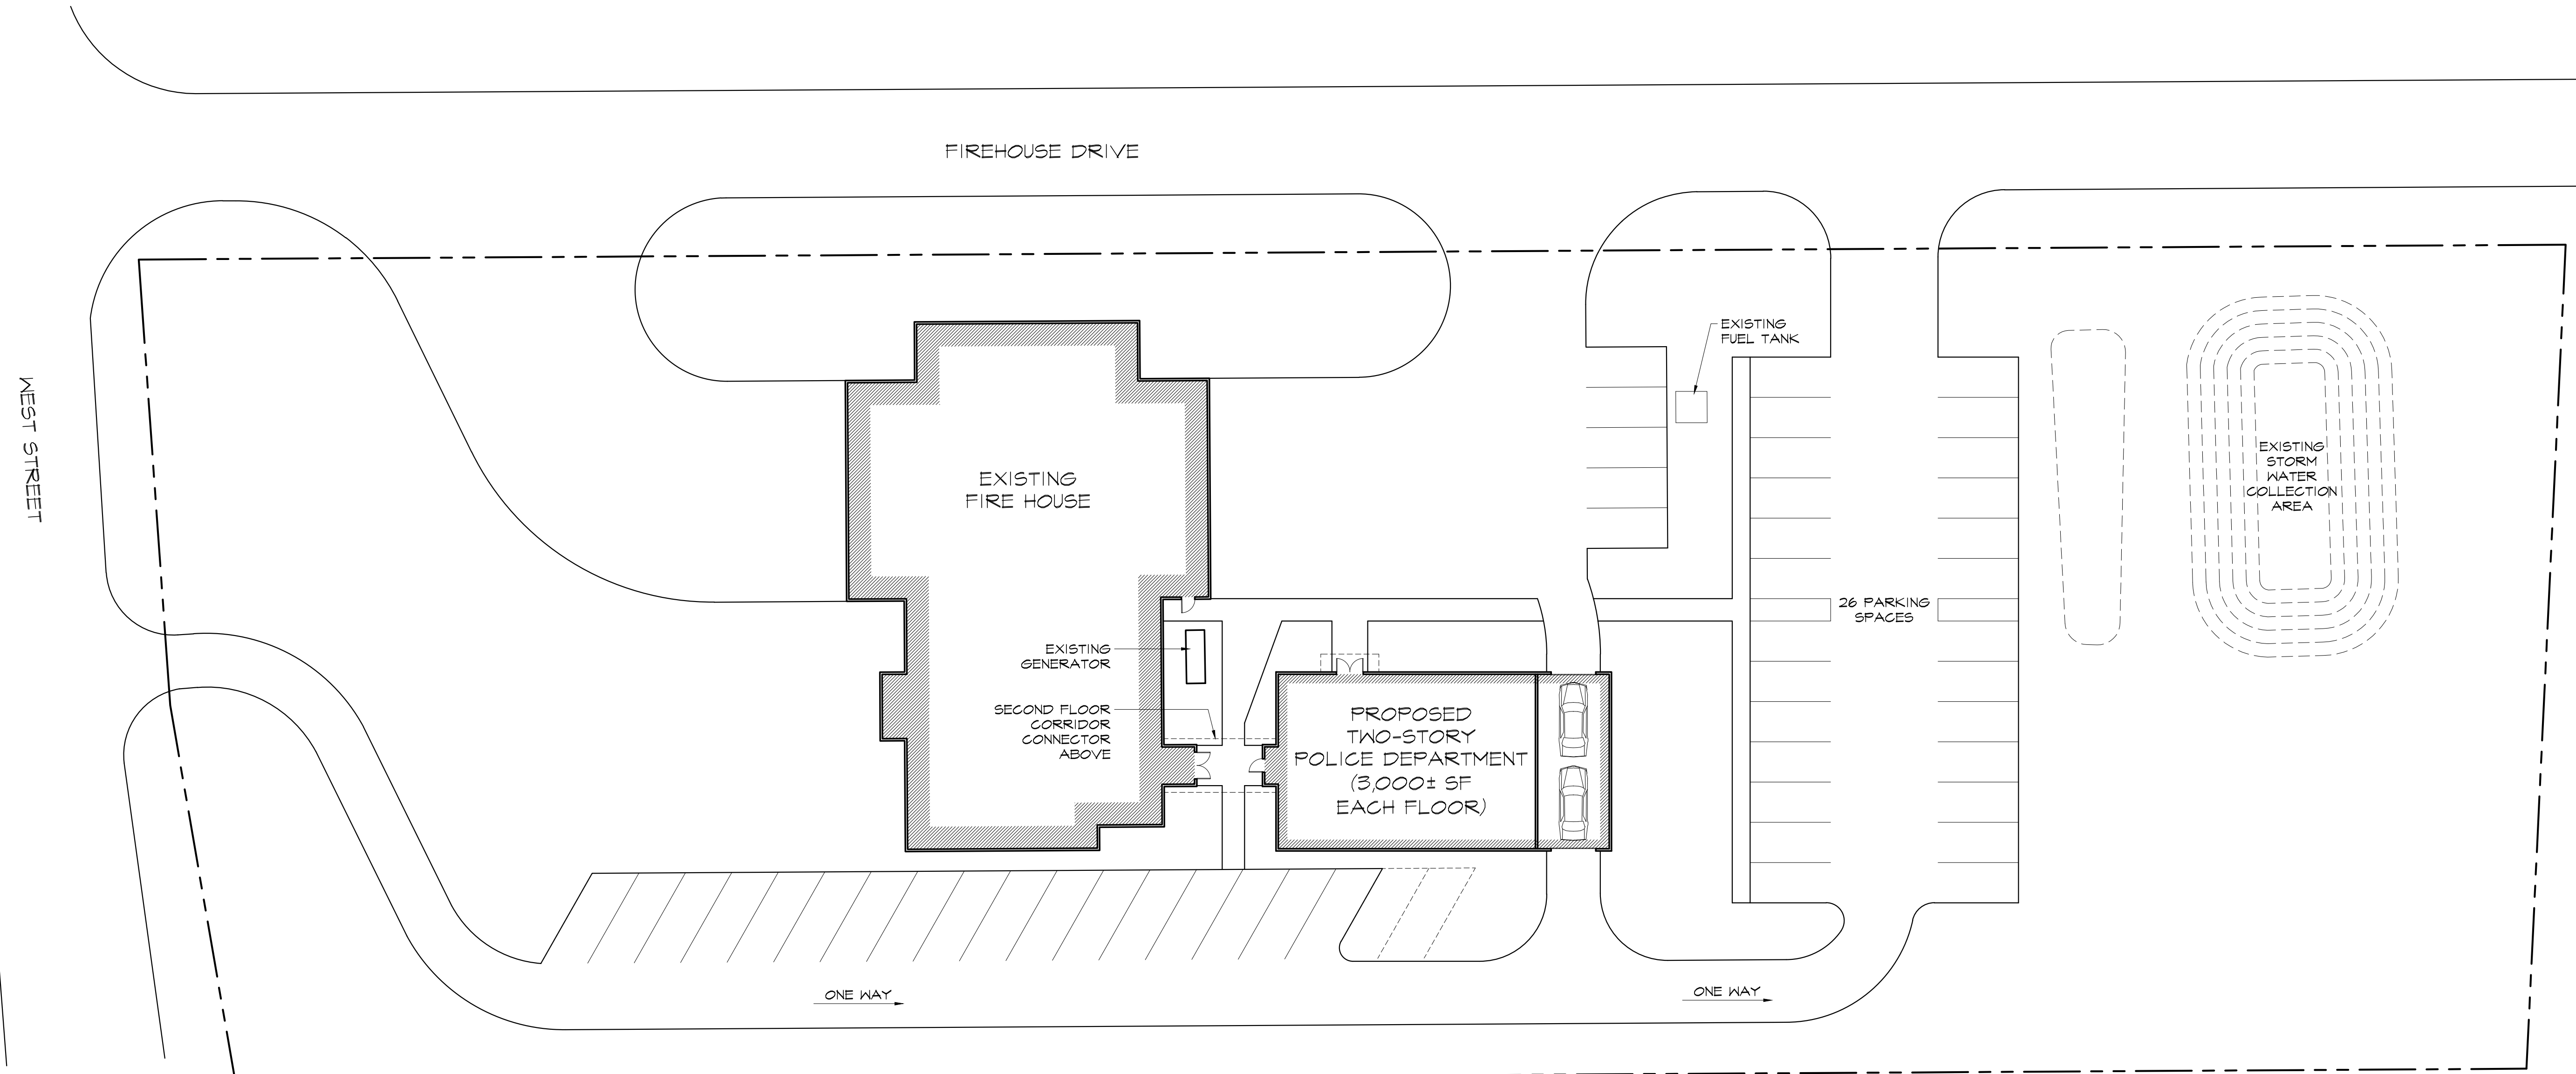 FIREHOUSE DRIVE
WEST STREET
EXISTING
FUEL TANK
EXISTING
FIRE HOUSE
EXISTING
STORM
WATER
COLLECTION
AREA
26 PARKING
SPACES
EXISTING
GENERATOR
SECOND FLOOR
CORRIDOR
CONNECTOR
ABOVE
PROPOSED
TWO-STORY
POLICE DEPARTMENT
(3,000± SF
EACH FLOOR)
ONE WAY
ONE WAY